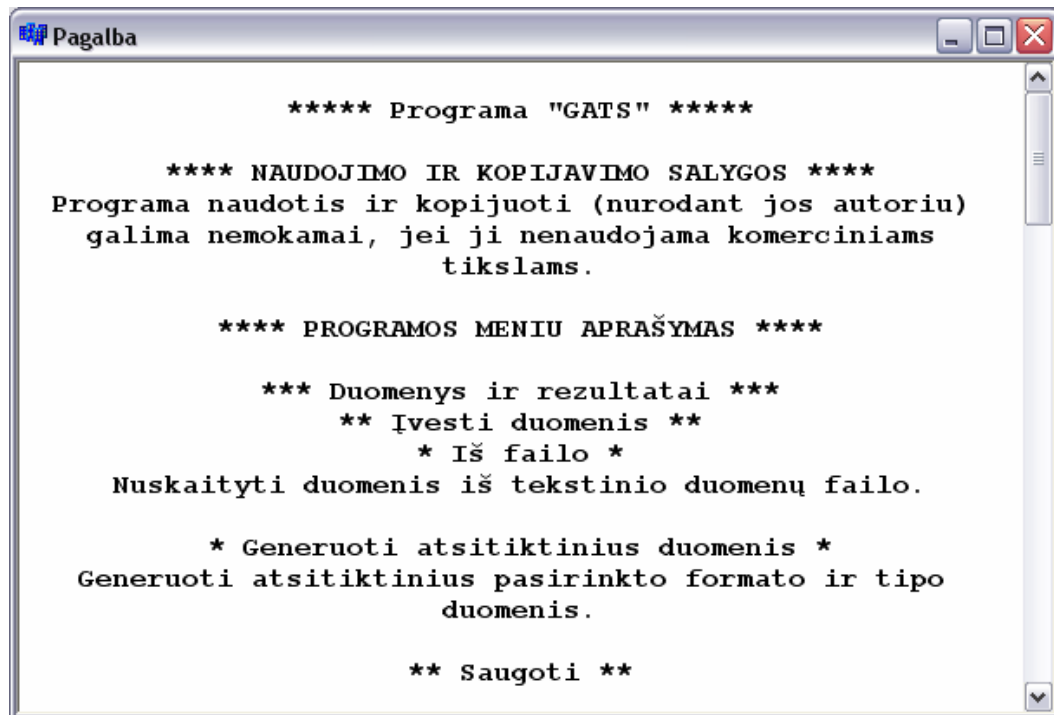 Pagalba
***** Programa "GATS" *****
**** NAUDOJIMO IR KOPIJAVIMO SALYGOS ****
Programa naudotis ir kopijuoti (nurodant jos autoriu)
galima nemokamai, jei ji nenaudojama komerciniams
tikslams.
**** PROGRAMOS MENIU APRAŠYMAS ****
*** Duomenys ir rezultatai ***
** Įvesti duomenis **
* Iš failo *
Nuskaityti duomenis iš tekstinio duomenų failo.
* Generuoti atsitiktinius duomenis *
Generuoti atsitiktinius pasirinkto formato ir tipo
duomenis.
** Saugoti **